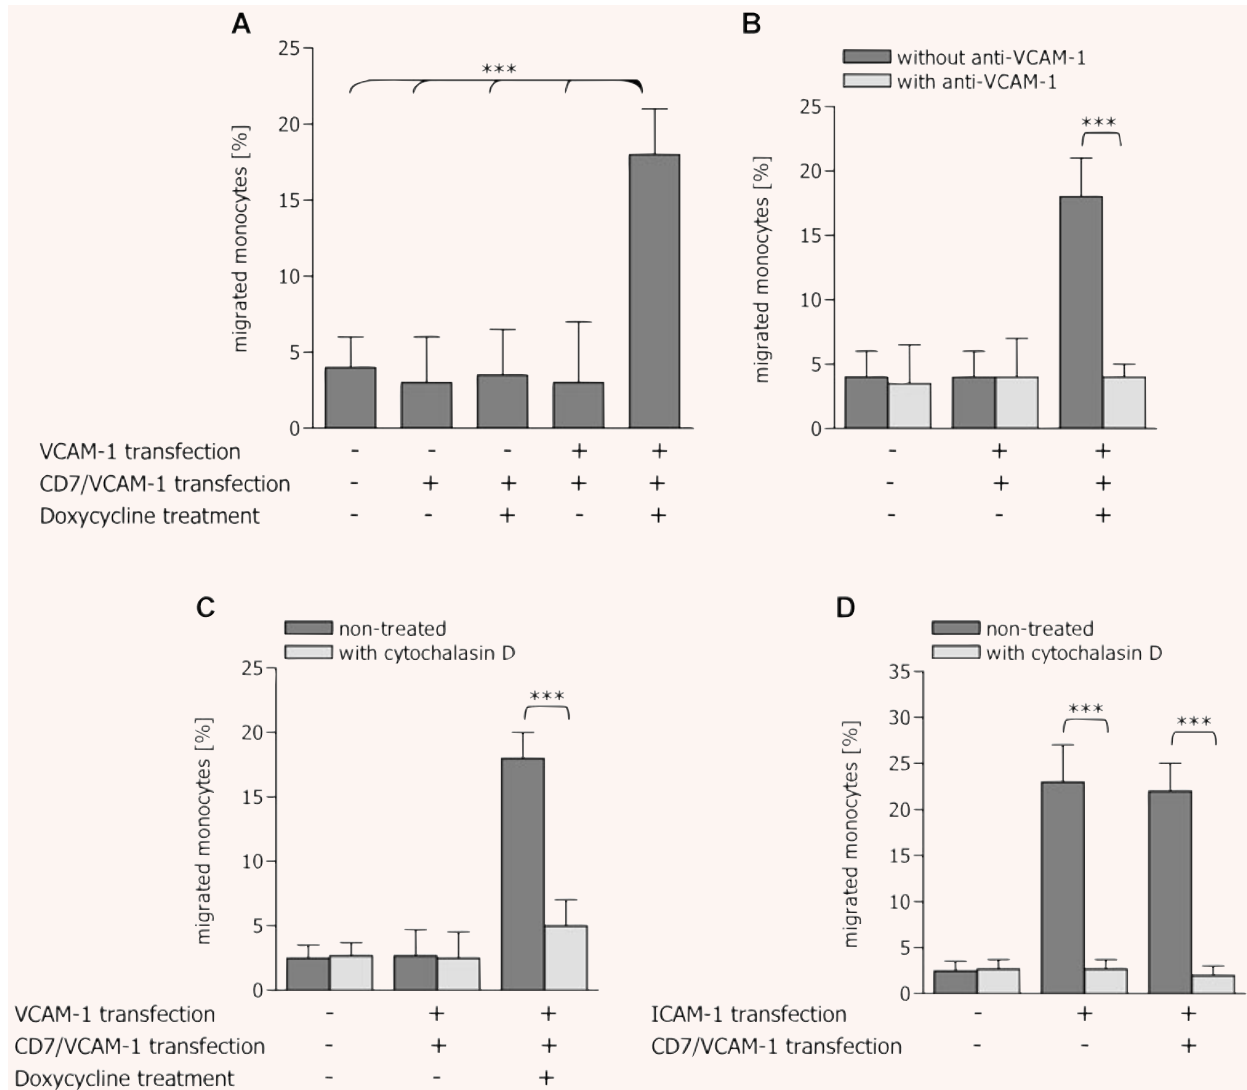 A
25
20
15
10
5
0
migrated monocytes [%]
***
VCAM-1 transfection - - - + +
CD7/VCAM-1 transfection - + + + +
Doxycycline treatment - - + - +
B
without anti-VCAM-1
with anti-VCAM-1
25
20
15
10
5
0
migrated monocytes [%]
***
- + +
- + +
- - +
C
non-treated
with cytochalasin D
25
20
15
10
5
0
migrated monocytes [%]
***
VCAM-1 transfection - + +
CD7/VCAM-1 transfection - + +
Doxycycline treatment - - +
D
non-treated
with cytochalasin D
35
30
25
20
15
10
5
0
migrated monocytes [%]
***
***
ICAM-1 transfection - + +
CD7/VCAM-1 transfection - - +